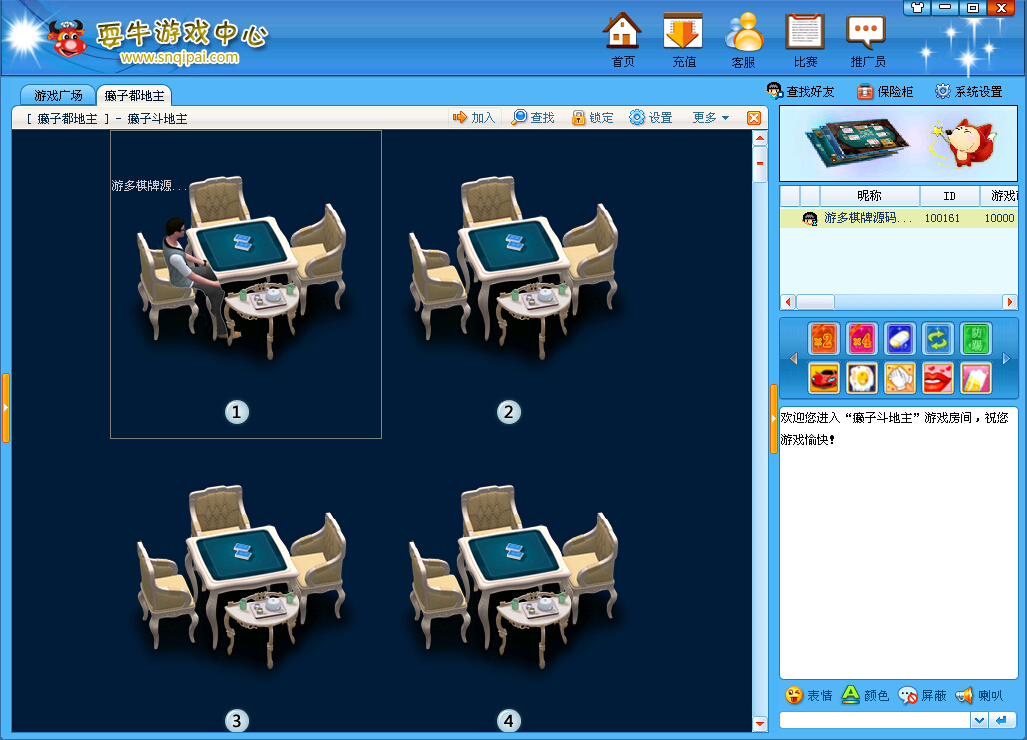 耍牛游戏中心
www.snqipai.com
首页
充值
客服
比赛
推广员
游戏广场
癞子都地主
查找好友
保险柜
系统设置
[ 癞子都地主 ] - 癞子斗地主
加入
查找
锁定
设置
更多
游多棋牌源...
昵称
ID
游戏
游多棋牌源码...
100161
10000
×2
×4
防踢
1
2
3
4
欢迎您进入“癞子斗地主”游戏房间，祝您
游戏愉快！
表情
颜色
屏蔽
喇叭